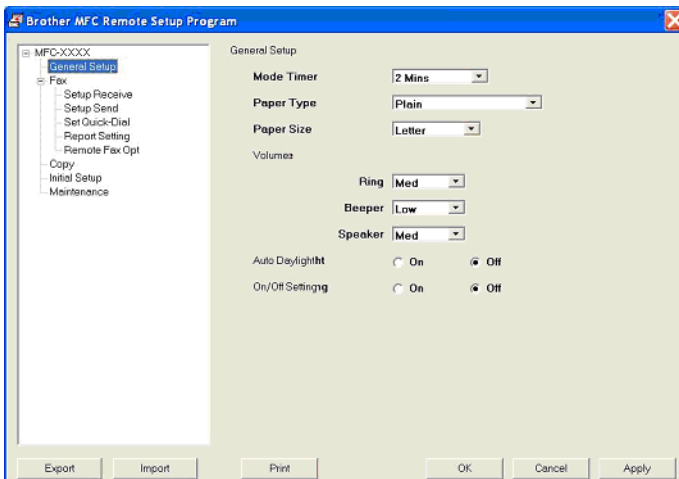 Brother MFC Remote Setup Program
MFC-XXXX
General Setup
Fax
Setup Receive
Setup Send
Set Quick-Dial
Report Setting
Remote Fax Opt
Copy
Initial Setup
Maintenance
General Setup
Mode Timer 2 Mins
Paper Type Plain
Paper Size Letter
Volumes
Ring Med
Beeper Low
Speaker Med
Auto Daylightht On Off
On/Off Settingng On Off
Export Import Print OK Cancel Apply